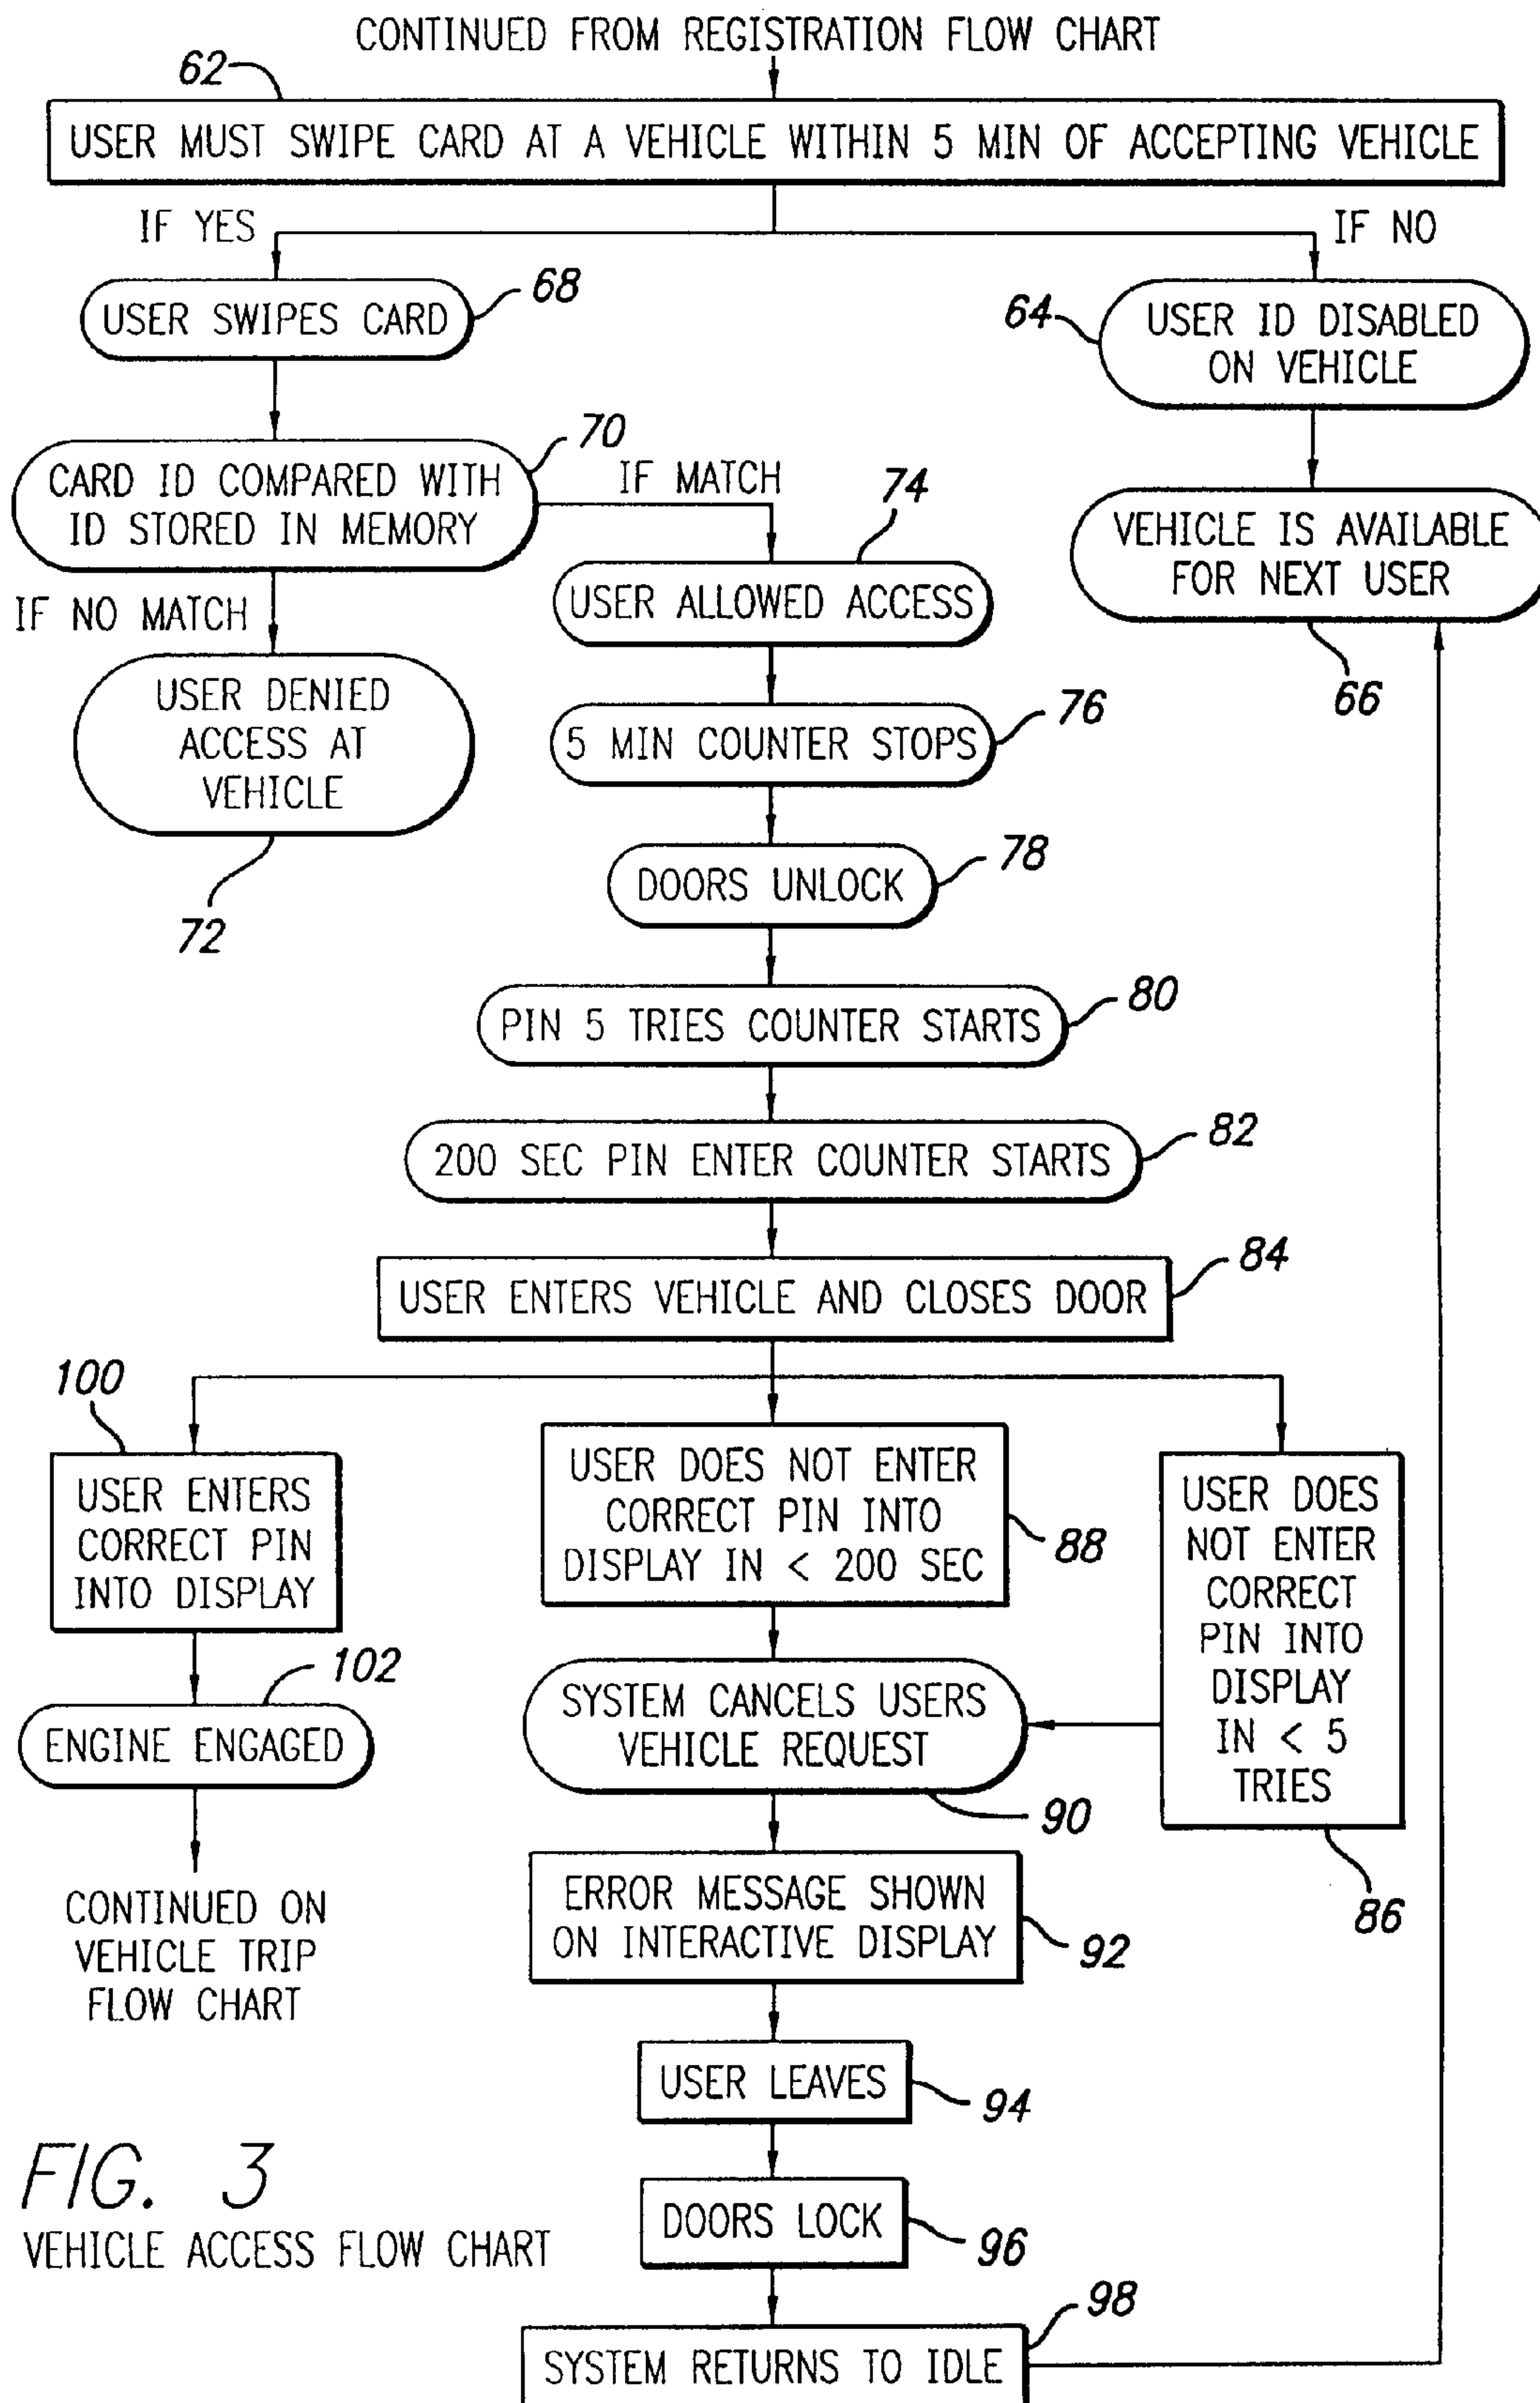 CONTINUED FROM REGISTRATION FLOW CHART
62
USER MUST SWIPE CARD AT A VEHICLE WITHIN 5 MIN OF ACCEPTING VEHICLE
IF YES
IF NO
USER SWIPES CARD
68
64
USER ID DISABLED
ON VEHICLE
70
CARD ID COMPARED WITH
ID STORED IN MEMORY
IF MATCH
74
VEHICLE IS AVAILABLE
FOR NEXT USER
66
IF NO MATCH
USER ALLOWED ACCESS
USER DENIED
ACCESS AT
VEHICLE
72
5 MIN COUNTER STOPS
76
DOORS UNLOCK
78
PIN 5 TRIES COUNTER STARTS
80
200 SEC PIN ENTER COUNTER STARTS
82
USER ENTERS VEHICLE AND CLOSES DOOR
84
100
USER ENTERS
CORRECT PIN
INTO DISPLAY
USER DOES NOT ENTER
CORRECT PIN INTO
DISPLAY IN < 200 SEC
88
USER DOES
NOT ENTER
CORRECT
PIN INTO
DISPLAY
IN < 5
TRIES
86
102
ENGINE ENGAGED
SYSTEM CANCELS USERS
VEHICLE REQUEST
90
CONTINUED ON
VEHICLE TRIP
FLOW CHART
ERROR MESSAGE SHOWN
ON INTERACTIVE DISPLAY
92
USER LEAVES
94
DOORS LOCK
96
SYSTEM RETURNS TO IDLE
98
FIG. 3
VEHICLE ACCESS FLOW CHART